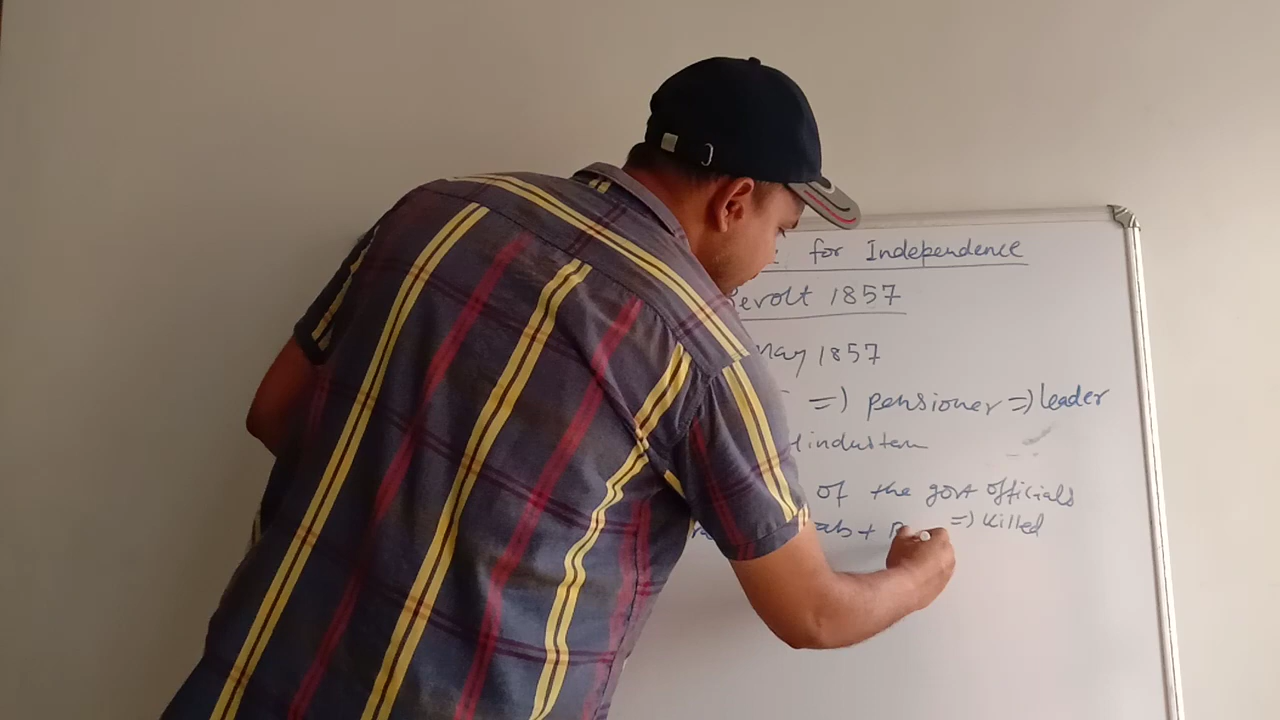 for Independence
Revolt 1857
May 1857
=) pensioner =) leader
Hindustan
of the govt officials
+ =) killed